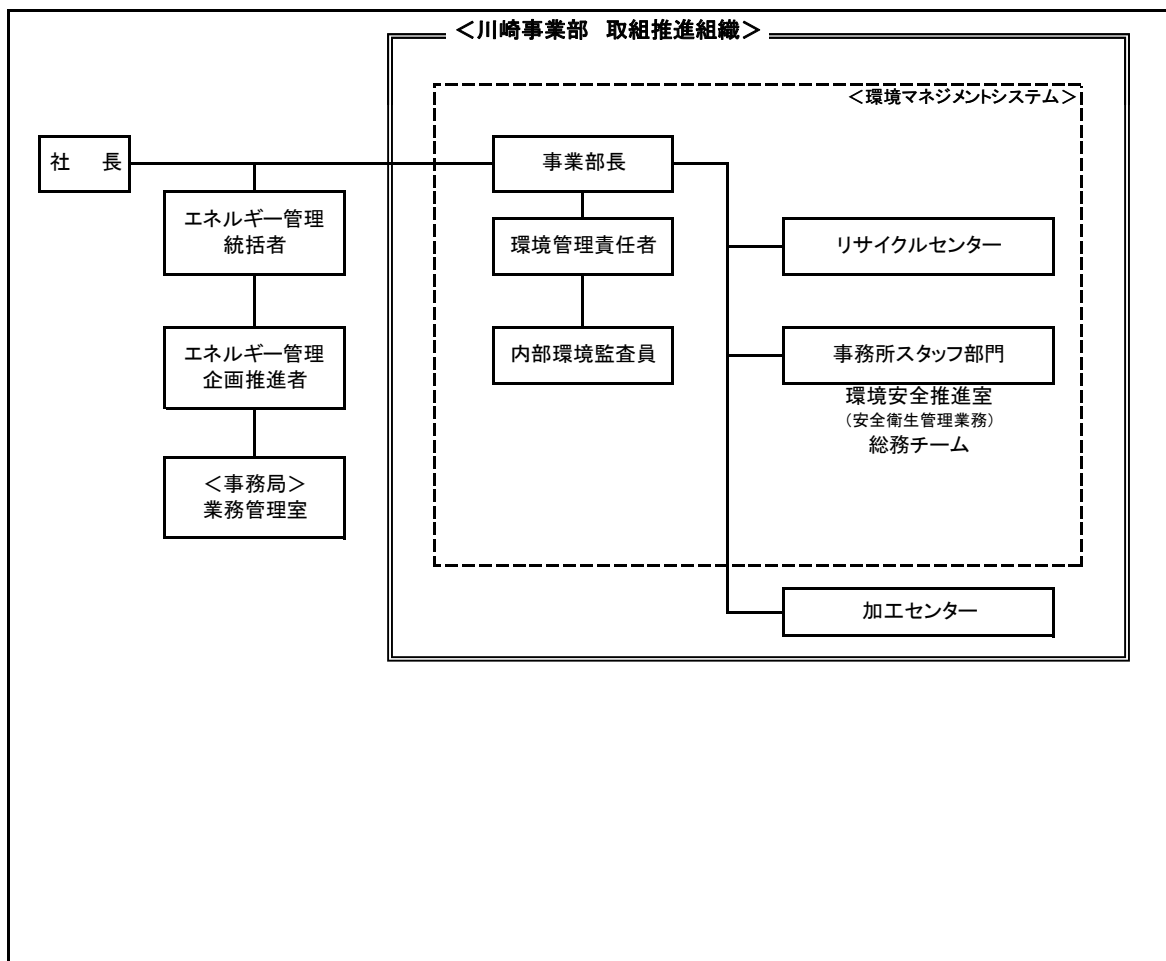 ＜川崎事業部　取組推進組織＞
＜環境マネジメントシステム＞
社　長
事業部長
エネルギー管理
統括者
環境管理責任者
リサイクルセンター
エネルギー管理
企画推進者
内部環境監査員
事務所スタッフ部門
環境安全推進室
（安全衛生管理業務）
総務チーム
＜事務局＞
業務管理室
加工センター